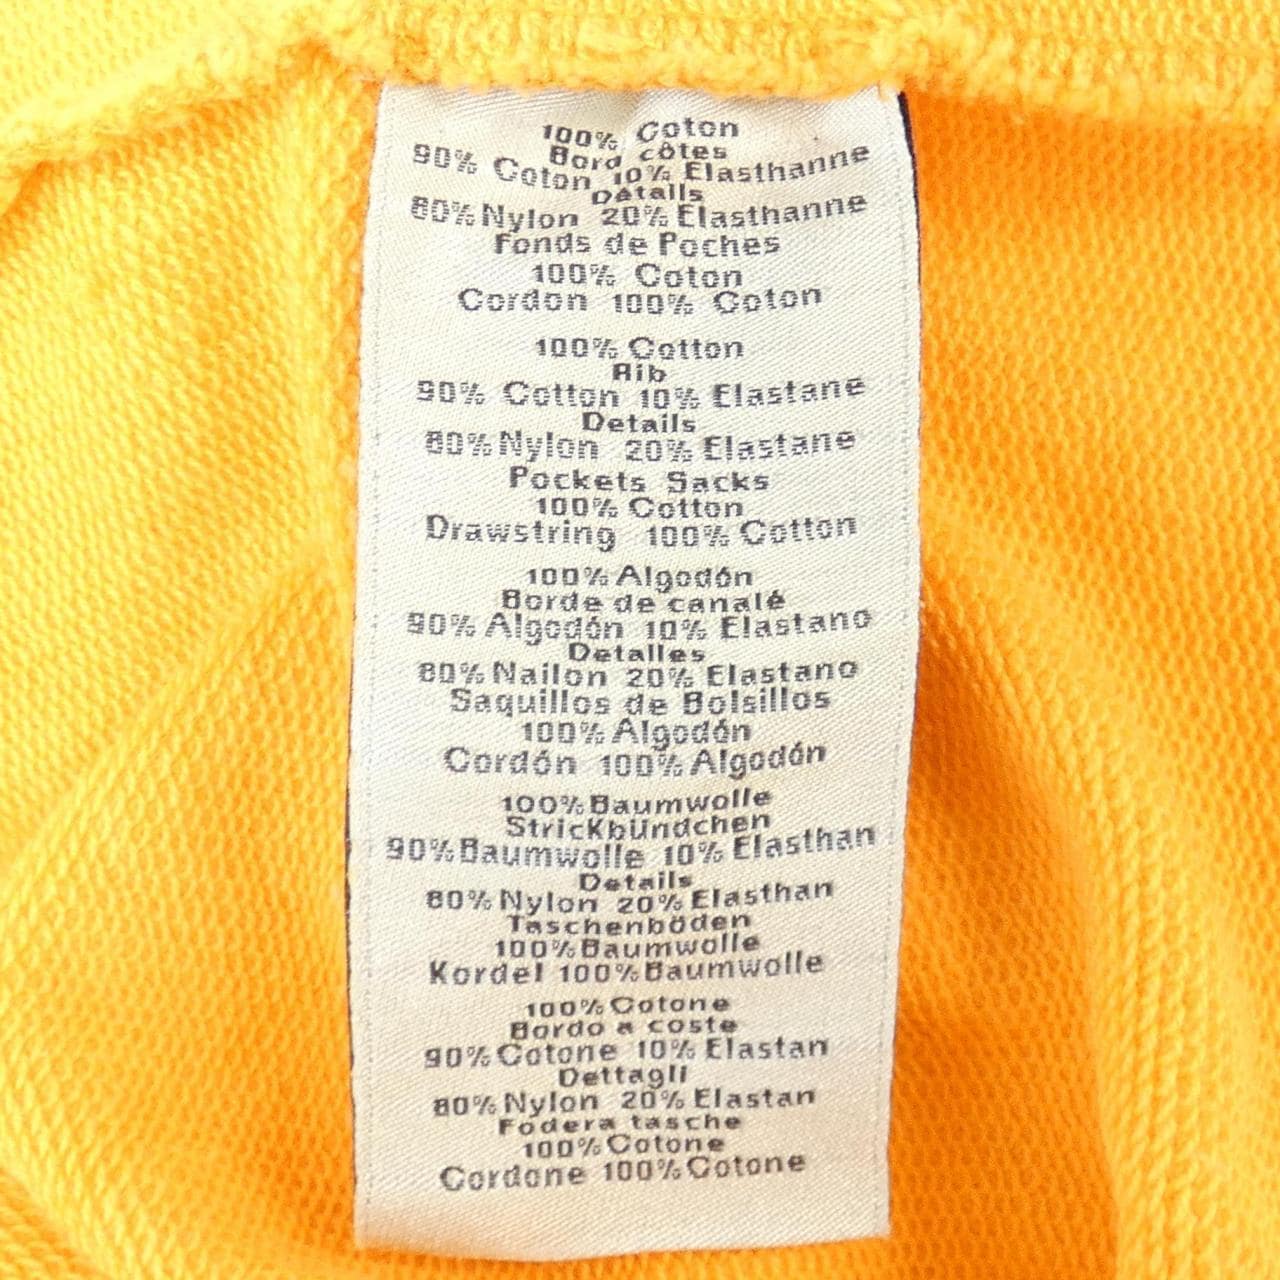 100% Coton
Bord côtes
90% Coton 10% Elasthanne
Détails
80% Nylon 20% Elasthanne
Fonds de Poches
100% Coton
Cordon 100% Coton
100% Cotton
Rib
90% Cotton 10% Elastane
Details
80% Nylon 20% Elastane
Pockets Sacks
100% Cotton
Drawstring 100% Cotton
100% Algodón
Borde de canalé
90% Algodón 10% Elastano
Detalles
80% Nailon 20% Elastano
Saquillos de Bolsillos
100% Algodón
Cordón 100% Algodón
100% Baumwolle
StricKbündchen
90% Baumwolle 10% Elasthan
Details
80% Nylon 20% Elasthan
Taschenböden
100% Baumwolle
Kordel 100% Baumwolle
100% Cotone
Bordo a coste
90% Cotone 10% Elastan
Dettagli
80% Nylon 20% Elastan
Fodera tasche
100% Cotone
Cordone 100% Cotone